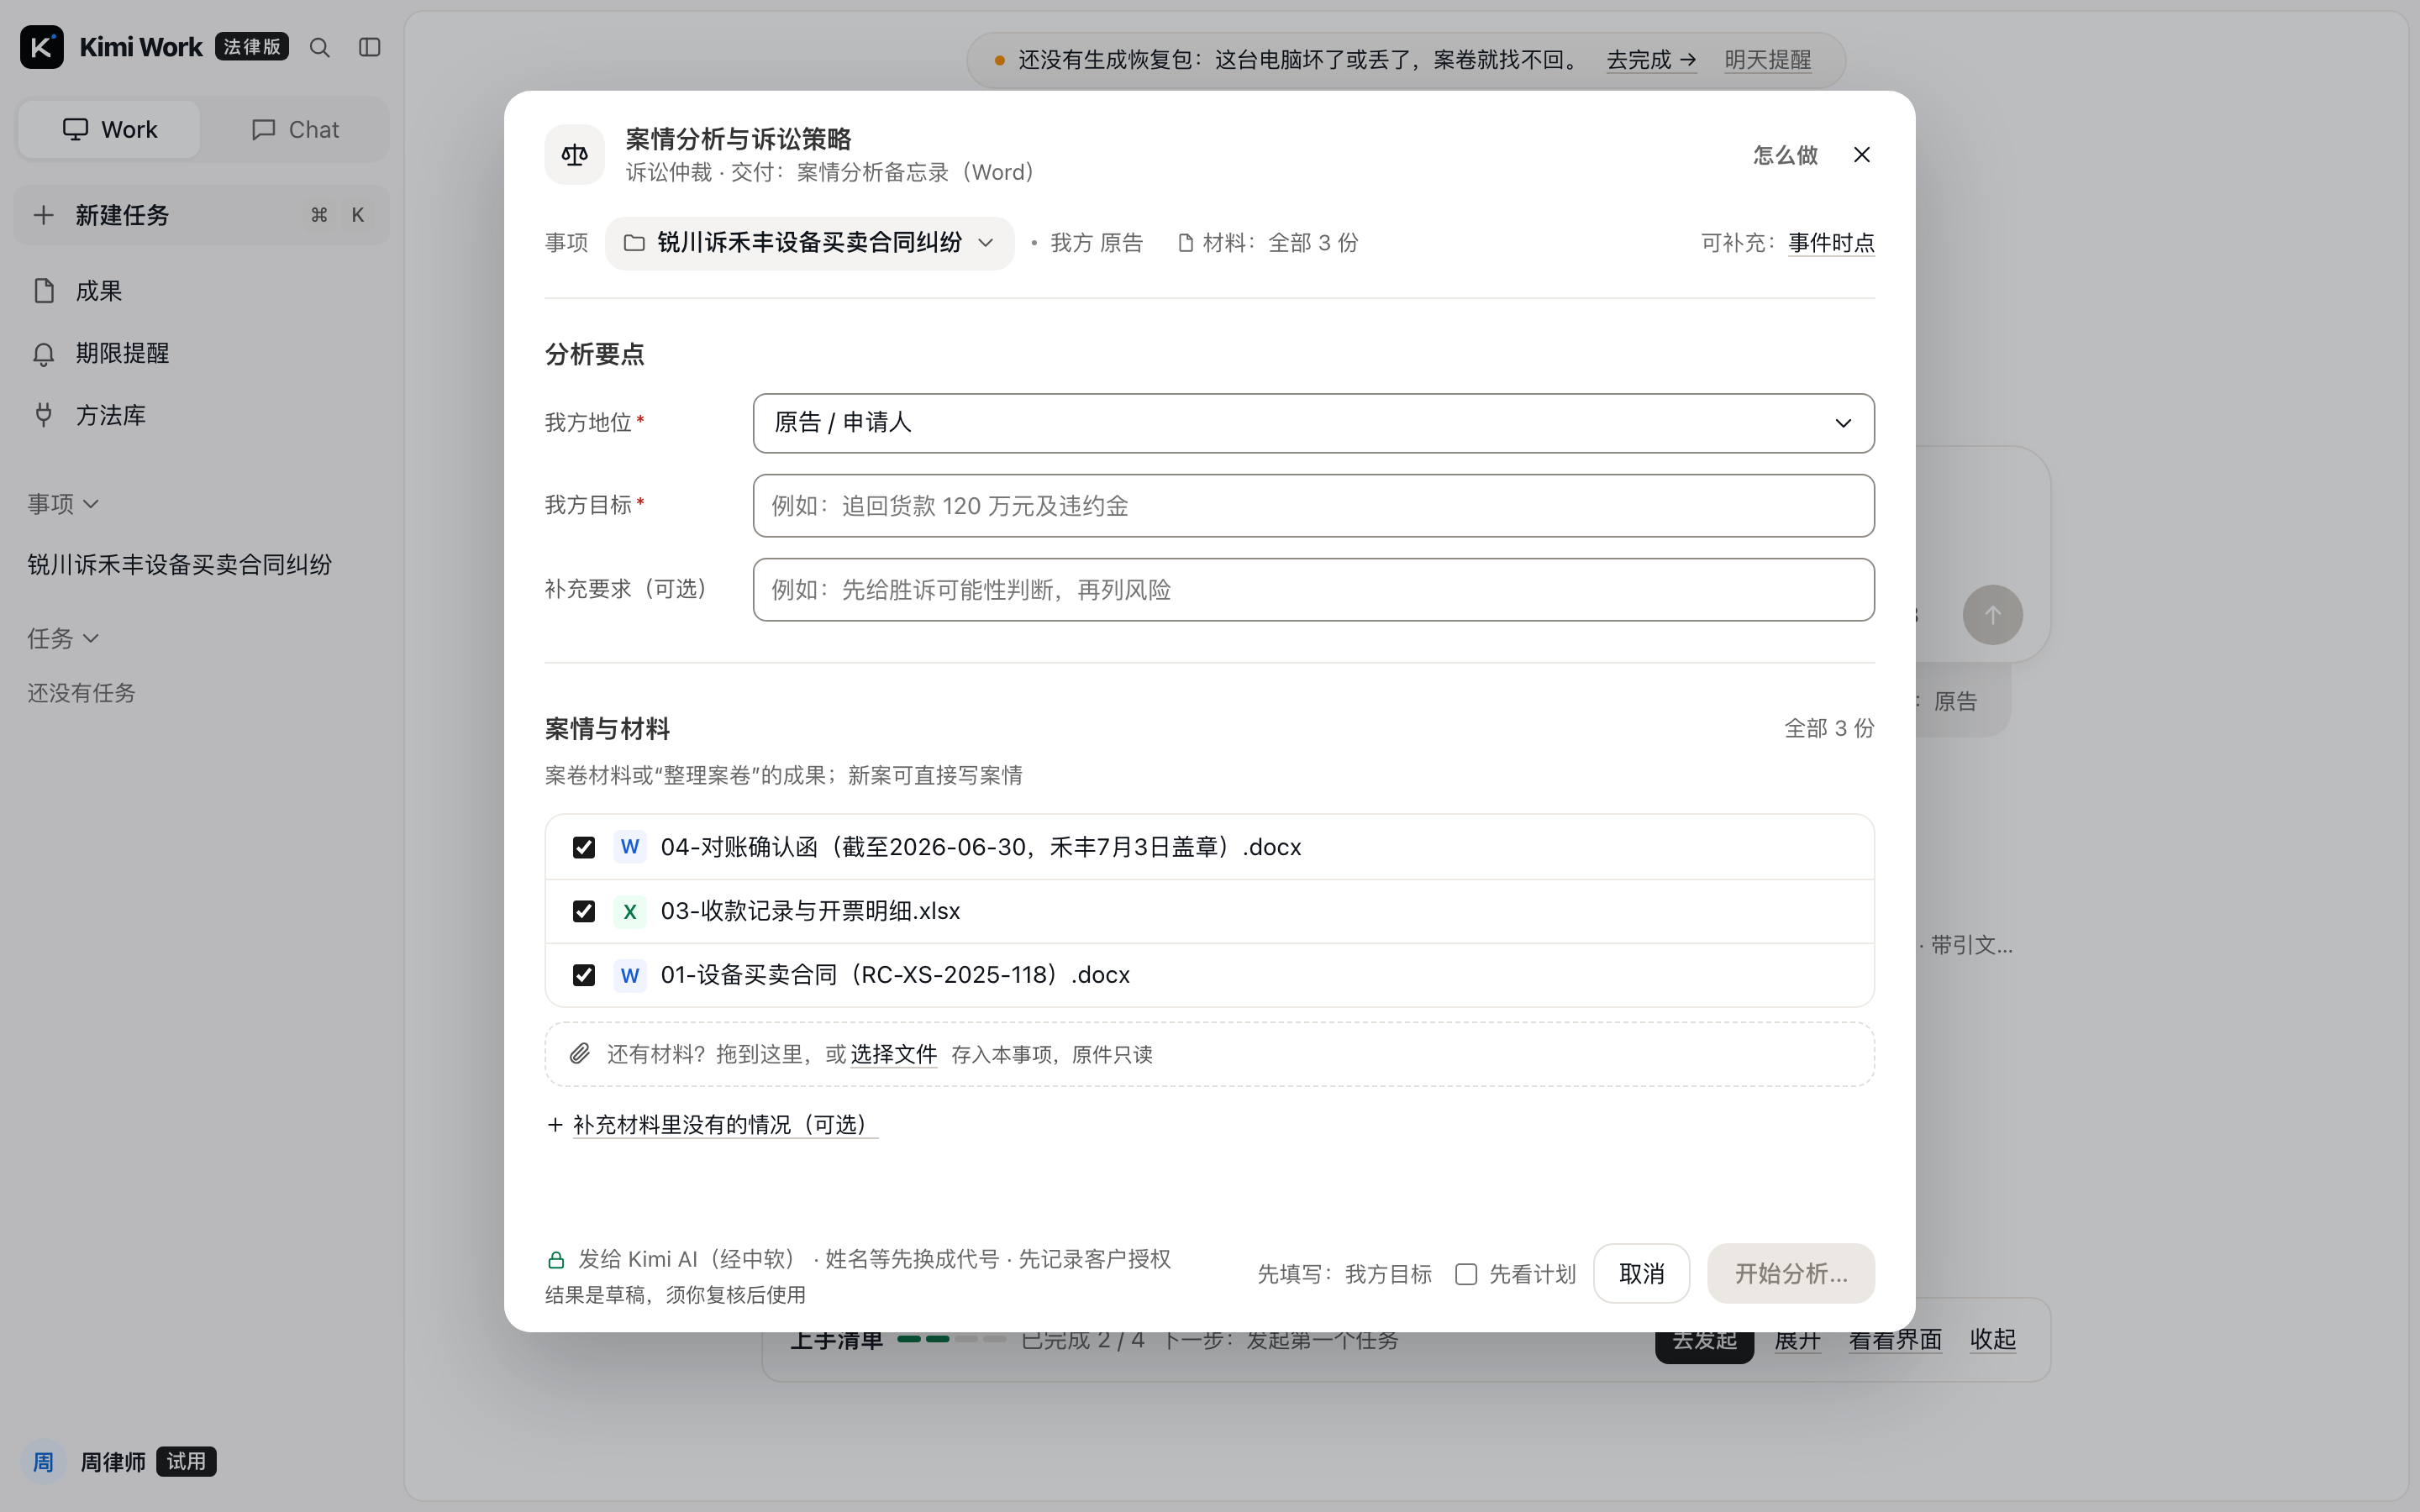 Kimi Work 法律版
Work
Chat
新建任务 ⌘ K
成果
期限提醒
方法库
事项
锐川诉禾丰设备买卖合同纠纷
任务
还没有任务
周 周律师 试用
还没有生成恢复包：这台电脑坏了或丢了，案卷就找不回。 去完成 → 明天提醒
案情分析与诉讼策略
诉讼仲裁 · 交付：案情分析备忘录（Word）
怎么做
事项 锐川诉禾丰设备买卖合同纠纷 • 我方 原告 材料：全部 3 份 可补充：事件时点
分析要点
我方地位* 原告 / 申请人
我方目标* 例如：追回货款 120 万元及违约金
补充要求（可选） 例如：先给胜诉可能性判断，再列风险
案情与材料 全部 3 份
案卷材料或“整理案卷”的成果；新案可直接写案情
W 04-对账确认函（截至2026-06-30，禾丰7月3日盖章）.docx
X 03-收款记录与开票明细.xlsx
W 01-设备买卖合同（RC-XS-2025-118）.docx
还有材料？拖到这里，或选择文件 存入本事项，原件只读
+ 补充材料里没有的情况（可选）
发给 Kimi AI（经中软） · 姓名等先换成代号 · 先记录客户授权
结果是草稿，须你复核后使用
先填写：我方目标 先看计划 取消 开始分析...
：原告
· 带引文...
上手清单 已完成 2 / 4 下一步：发起第一个任务 去发起 展开 看看界面 收起